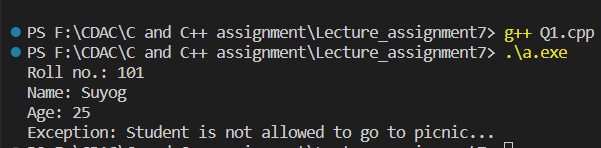 PS F:\CDAC\C and C++ assignment\Lecture_assignment7> g++ Q1.cpp
PS F:\CDAC\C and C++ assignment\Lecture_assignment7> .\a.exe
Roll no.: 101
Name: Suyog
Age: 25
Exception: Student is not allowed to go to picnic...